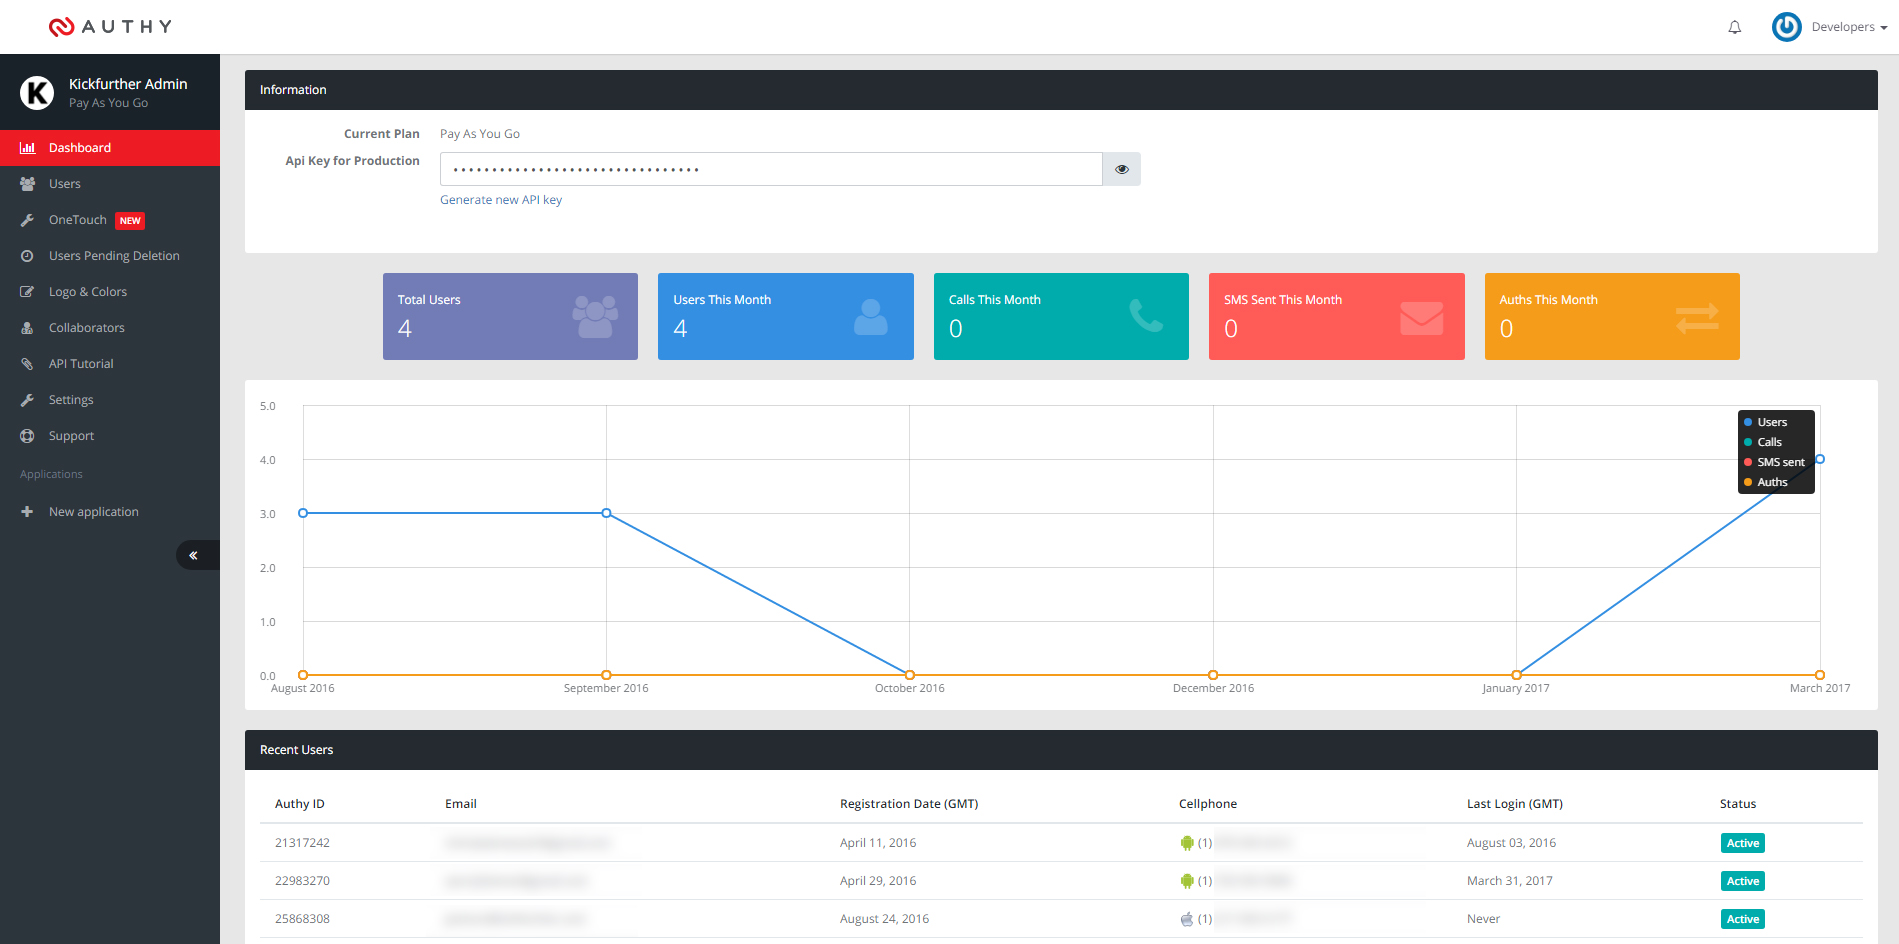 AUTHY
Developers
Kickfurther Admin
Pay As You Go
Dashboard
Users
OneTouch NEW
Users Pending Deletion
Logo & Colors
Collaborators
API Tutorial
Settings
Support
Applications
New application
Information
Current Plan Pay As You Go
Api Key for Production
Generate new API key
Total Users
4
Users This Month
4
Calls This Month
0
SMS Sent This Month
0
Auths This Month
0
5.0
4.0
3.0
2.0
1.0
0.0
Users
Calls
SMS sent
Auths
August 2016 September 2016 October 2016 December 2016 January 2017 March 2017
Recent Users
Authy ID Email Registration Date (GMT) Cellphone Last Login (GMT) Status
21317242 April 11, 2016 (1) August 03, 2016 Active
22983270 April 29, 2016 (1) March 31, 2017 Active
25868308 August 24, 2016 (1) Never Active